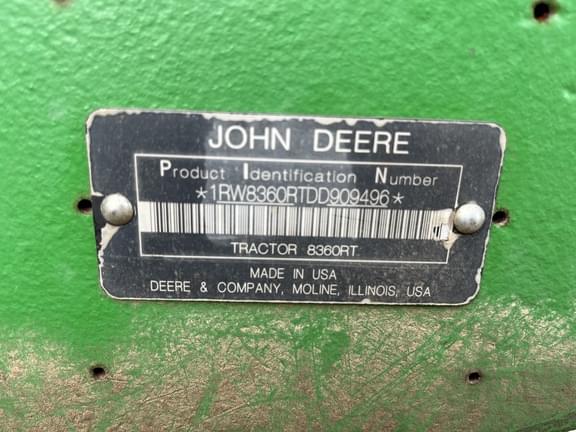 JOHN DEERE
Product Identification Number
*1RW8360RTDD909496*
TRACTOR 8360RT
MADE IN USA
DEERE & COMPANY, MOLINE, ILLINOIS, USA